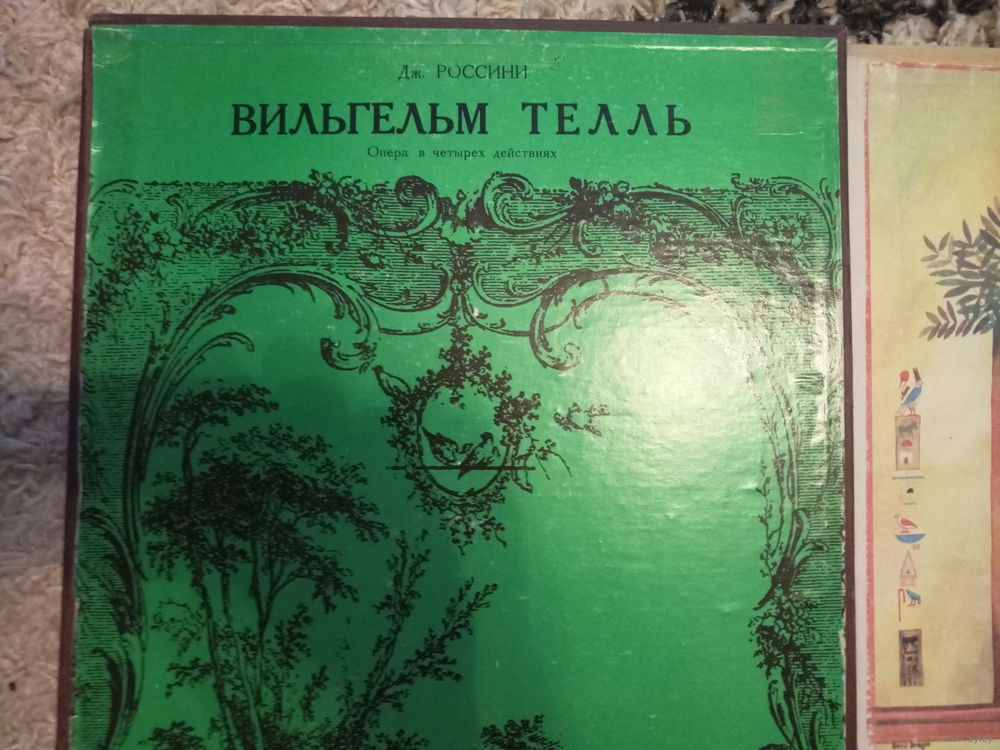 Дж. РОССИНИ
ВИЛЬГЕЛЬМ ТЕЛЛЬ
Опера в четырех действиях